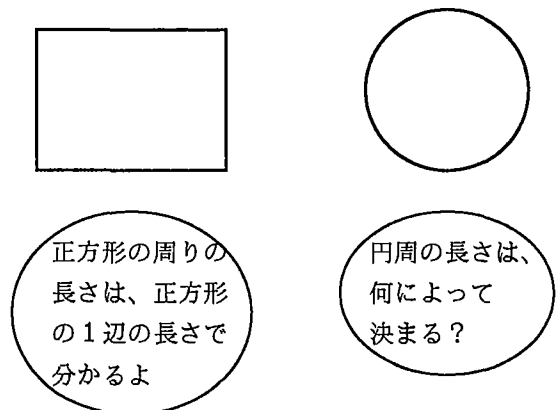 正方形の周りの
長さは、正方形
の1辺の長さで
分かるよ
円周の長さは、
何によって
決まる？